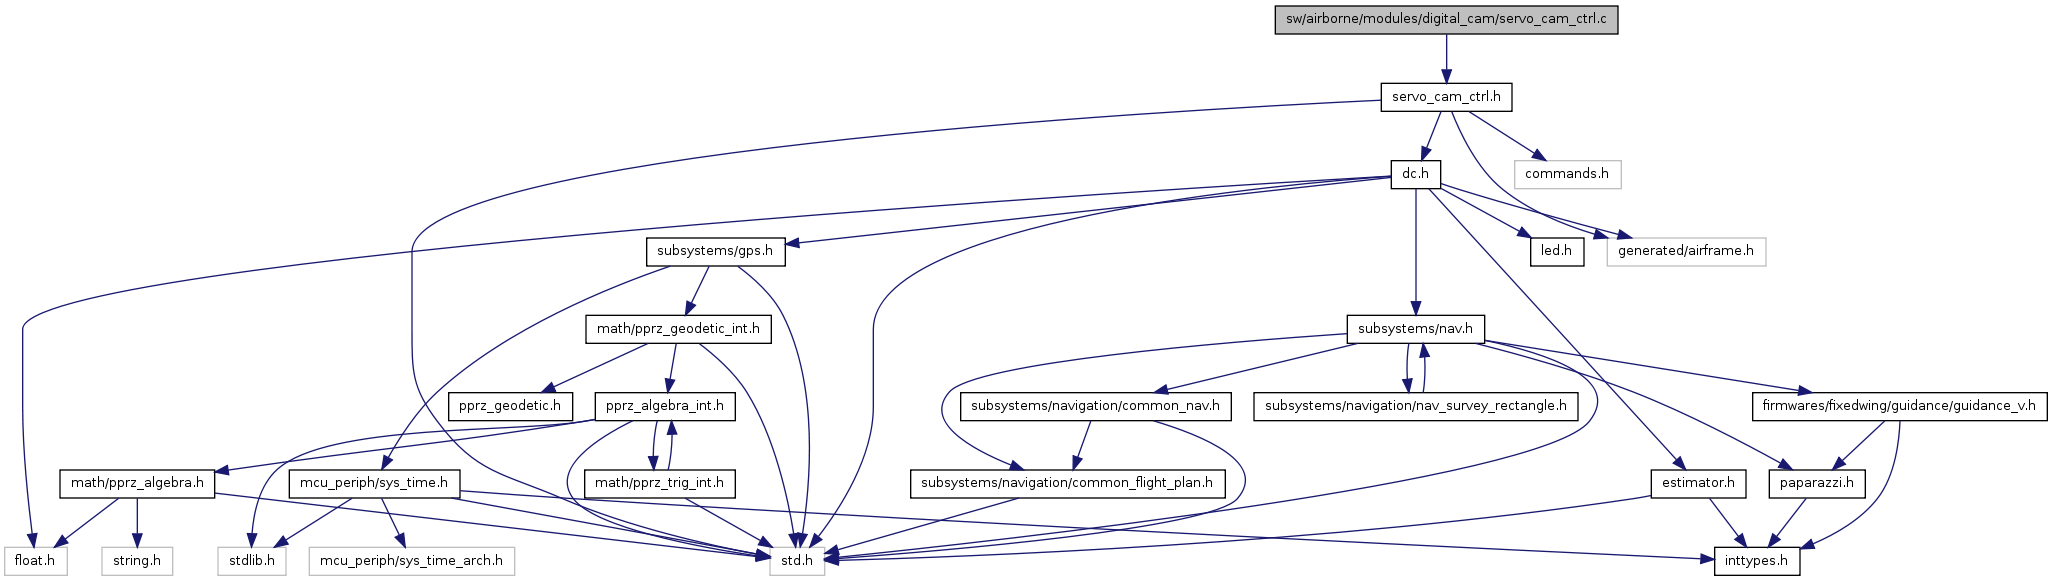 sw/airborne/modules/digital_cam/servo_cam_ctrl.c
servo_cam_ctrl.h
dc.h
commands.h
subsystems/gps.h
led.h
generated/airframe.h
math/pprz_geodetic_int.h
subsystems/nav.h
pprz_geodetic.h
pprz_algebra_int.h
subsystems/navigation/common_nav.h
subsystems/navigation/nav_survey_rectangle.h
firmwares/fixedwing/guidance/guidance_v.h
math/pprz_algebra.h
mcu_periph/sys_time.h
math/pprz_trig_int.h
subsystems/navigation/common_flight_plan.h
estimator.h
paparazzi.h
float.h
string.h
stdlib.h
mcu_periph/sys_time_arch.h
std.h
inttypes.h